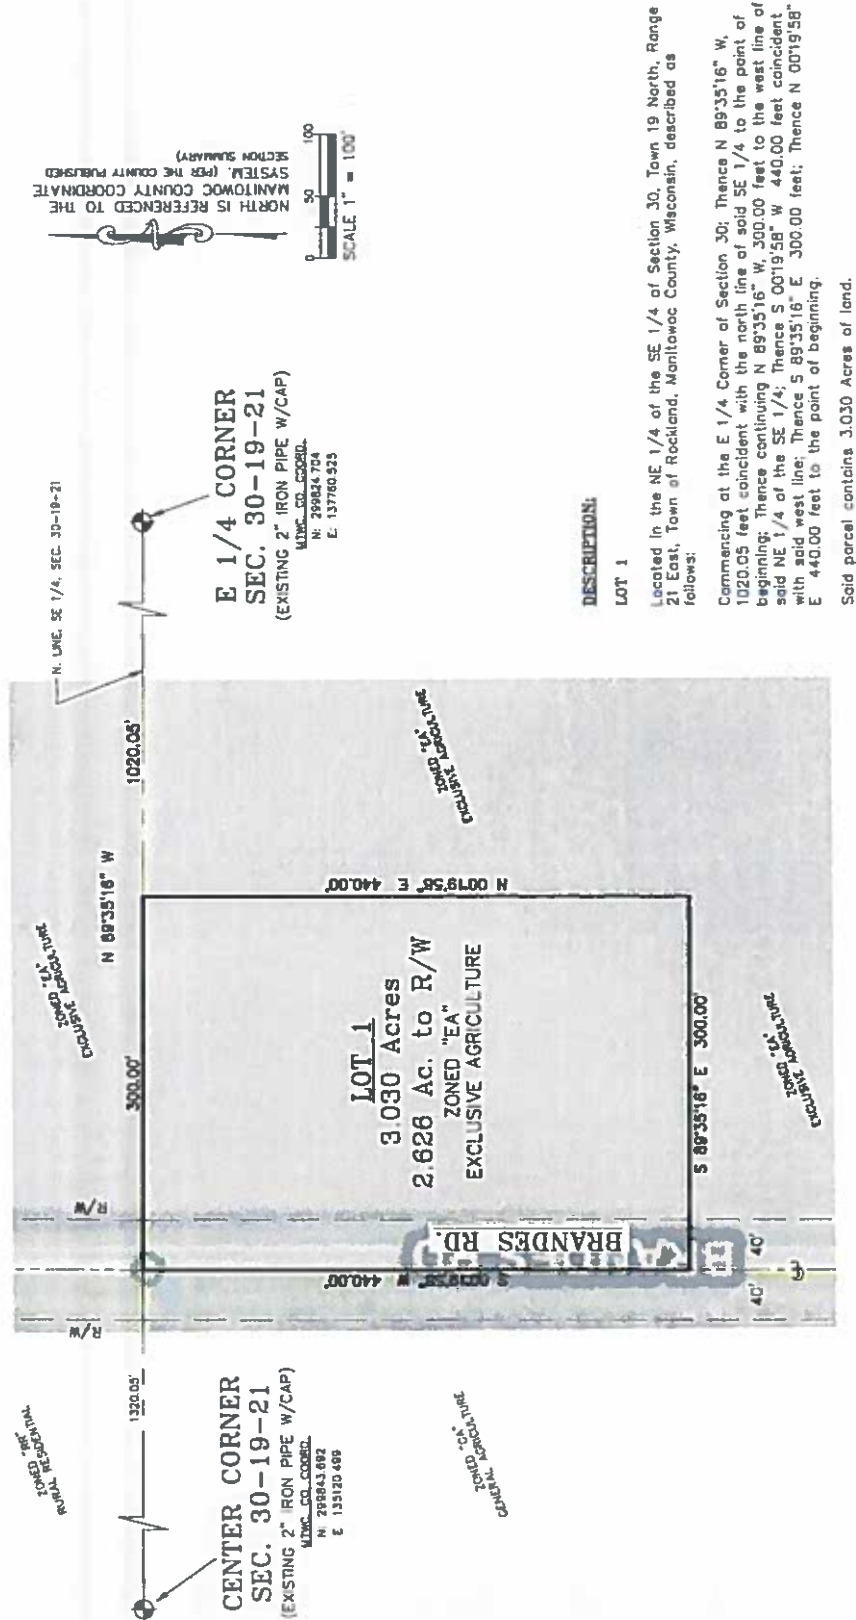 NORTH IS REFERENCED TO THE
MANITOWOC COUNTY COORDINATE
SYSTEM. (PER THE COUNTY PUBLISHED
SECTION SUMMARY)
0 50 100
SCALE 1" = 100'
N. LINE, SE 1/4, SEC. 30-19-21
E 1/4 CORNER
SEC. 30-19-21
(EXISTING 2" IRON PIPE W/CAP)
MTWC. CO. COORD.
N: 299824.704
E: 137760.525
1020.05'
N 89°35'16" W
300.00'
ZONED "EA"
EXCLUSIVE AGRICULTURE
ZONED "EA"
EXCLUSIVE AGRICULTURE
N 00°19'58" E 440.00'
LOT 1
3.030 Acres
2.626 Ac. to R/W
ZONED "EA"
EXCLUSIVE AGRICULTURE
S 89°35'16" E 300.00'
ZONED "EA"
EXCLUSIVE AGRICULTURE
R/W
R/W
S 00°19'58" W 440.00'
BRANDES RD.
40'
40'
1320.05'
CENTER CORNER
SEC. 30-19-21
(EXISTING 2" IRON PIPE W/CAP)
MTWC. CO. COORD.
N: 299843.692
E 135120.499
ZONED "RR"
RURAL RESIDENTIAL
ZONED "GA"
GENERAL AGRICULTURE
DESCRIPTION:
LOT 1
Located in the NE 1/4 of the SE 1/4 of Section 30, Town 19 North, Range
21 East, Town of Rockland, Manitowoc County, Wisconsin, described as
follows:
Commencing at the E 1/4 Corner of Section 30; Thence N 89°35'16" W,
1020.05 feet coincident with the north line of said SE 1/4 to the point of
beginning; Thence continuing N 89°35'16" W, 300.00 feet to the west line of
said NE 1/4 of the SE 1/4; Thence S 00°19'58" W 440.00 feet coincident
with said west line; Thence S 89°35'16" E 300.00 feet; Thence N 00°19'58"
E 440.00 feet to the point of beginning.
Said parcel contains 3.030 Acres of land.